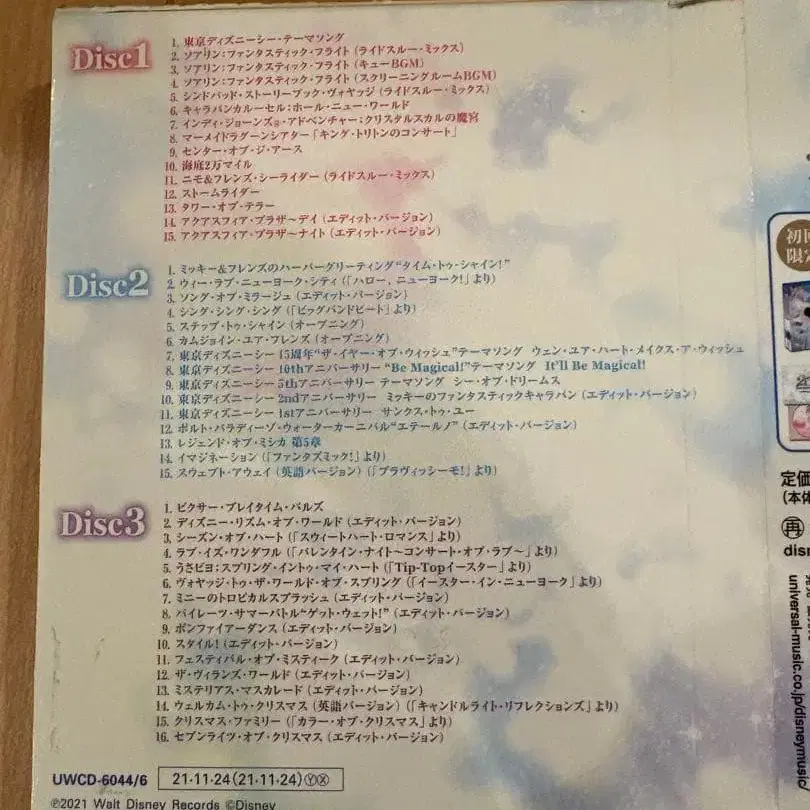 Disc1
1. 東京ディズニーシー・テーマソング
2. ソアリン:ファンタスティック・フライト (ライドスルー・ミックス)
3. ソアリン:ファンタスティック・フライト (キューBGM)
4. ソアリン:ファンタスティック・フライト (スクリーニングルームBGM)
5. シンドバッド・ストーリーブック・ヴォヤッジ (ライドスルー・ミックス)
6. キャラバンカルーセル:ホール・ニュー・ワールド
7. インディ・ジョーンズ®・アドベンチャー:クリスタルスカルの魔宮
8. マーメイドラグーンシアター「キング・トリトンのコンサート」
9. センター・オブ・ジ・アース
10. 海底2万マイル
11. ニモ&フレンズ・シーライダー (ライドスルー・ミックス)
12. ストームライダー
13. タワー・オブ・テラー
14. アクアスフィア・プラザ〜デイ (エディット・バージョン)
15. アクアスフィア・プラザ〜ナイト (エディット・バージョン)
Disc2
1. ミッキー&フレンズのハーバーグリーティング“タイム・トゥ・シャイン!”
2. ウィー・ラブ・ニューヨーク・シティ (「ハロー、ニューヨーク!」より)
3. ソング・オブ・ミラージュ (エディット・バージョン)
4. シング・シング・シング (「ビッグバンドビート」より)
5. ステップ・トゥ・シャイン (オープニング)
6. カムジョイン・ユア・フレンズ (オープニング)
7. 東京ディズニーシー 15周年“ザ・イヤー・オブ・ウィッシュ”テーマソング ウェン・ユア・ハート・メイクス・ア・ウィッシュ
8. 東京ディズニーシー 10thアニバーサリー “Be Magical!”テーマソング It'll Be Magical!
9. 東京ディズニーシー 5thアニバーサリー テーマソング シー・オブ・ドリームス
10. 東京ディズニーシー 2ndアニバーサリー ミッキーのファンタスティックキャラバン (エディット・バージョン)
11. 東京ディズニーシー 1stアニバーサリー サンクス・トゥ・ユー
12. ポルト・パラディーゾ・ウォーターカーニバル“エテールノ” (エディット・バージョン)
13. レジェンド・オブ・ミシカ 第5章
14. イマジネーション (「ファンタズミック!」より)
15. スウェプト・アウェイ (英語バージョン) (「ブラヴィッシーモ!」より)
Disc3
1. ピクサー・プレイタイム・パルズ
2. ディズニー・リズム・オブ・ワールド (エディット・バージョン)
3. シーズン・オブ・ハート (「スウィートハート・ロマンス」より)
4. ラブ・イズ・ワンダフル (「バレンタイン・ナイト〜コンサート・オブ・ラブ〜」より)
5. うさピヨ:スプリング・イントゥ・マイ・ハート (「Tip-Topイースター」より)
6. ヴォヤッジ・トゥ・ザ・ワールド・オブ・スプリング (「イースター・イン・ニューヨーク」より)
7. ミニーのトロピカルスプラッシュ (エディット・バージョン)
8. パイレーツ・サマーバトル“ゲット・ウェット!” (エディット・バージョン)
9. ボンファイアーダンス (エディット・バージョン)
10. スタイル! (エディット・バージョン)
11. フェスティバル・オブ・ミスティーク (エディット・バージョン)
12. ザ・ヴィランズ・ワールド (エディット・バージョン)
13. ミステリアス・マスカレード (エディット・バージョン)
14. ウェルカム・トゥ・クリスマス (英語バージョン) (「キャンドルライト・リフレクションズ」より)
15. クリスマス・ファミリー (「カラー・オブ・クリスマス」より)
16. セブンライツ・オブ・クリスマス (エディット・バージョン)
UWCD-6044/6 21・11・24(21・11・24)ⓎⓍ
℗2021 Walt Disney Records ©Disney
初回
限定
定価
(本体
再
disn
universal-music.co.jp/disneymusic/